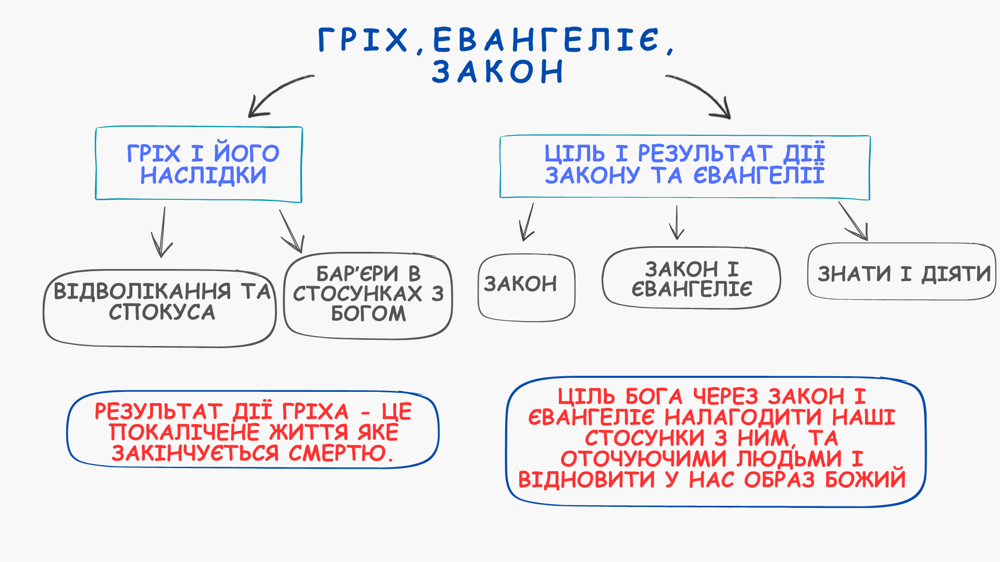 ГРІХ,ЕВАНГЕЛІЄ,
ЗАКОН
ГРІХ І ЙОГО
НАСЛІДКИ
ЦІЛЬ І РЕЗУЛЬТАТ ДІЇ
ЗАКОНУ ТА ЄВАНГЕЛІЇ
ВІДВОЛІКАННЯ ТА
СПОКУСА
БАР'ЄРИ В
СТОСУНКАХ З
БОГОМ
ЗАКОН
ЗАКОН І
ЄВАНГЕЛІЄ
ЗНАТИ І ДІЯТИ
РЕЗУЛЬТАТ ДІЇ ГРІХА - ЦЕ
ПОКАЛІЧЕНЕ ЖИТТЯ ЯКЕ
ЗАКІНЧУЄТЬСЯ СМЕРТЮ.
ЦІЛЬ БОГА ЧЕРЕЗ ЗАКОН І
ЄВАНГЕЛІЄ НАЛАГОДИТИ НАШІ
СТОСУНКИ З НИМ, ТА
ОТОЧУЮЧИМИ ЛЮДЬМИ І
ВІДНОВИТИ У НАС ОБРАЗ БОЖИЙ